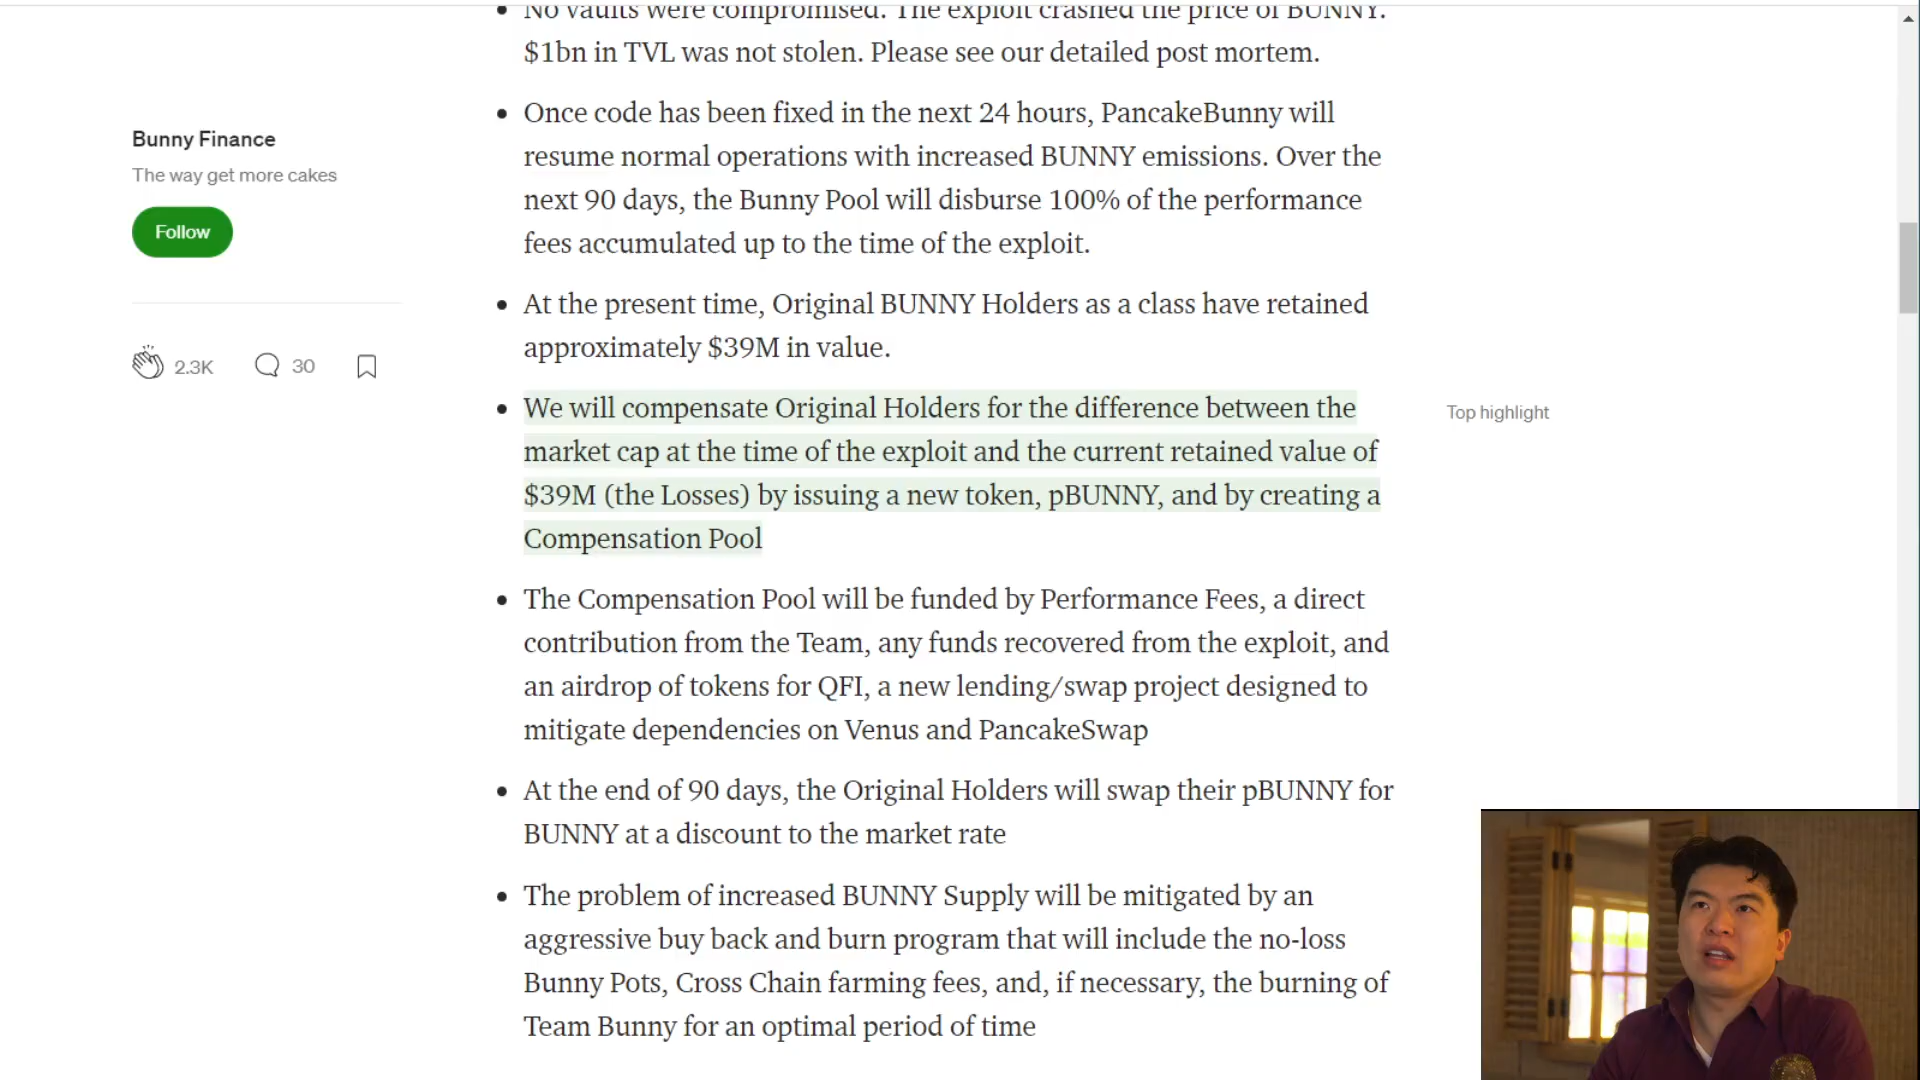 No vaults were compromised. The exploit crashed the price of BUNNY.
$1bn in TVL was not stolen. Please see our detailed post mortem.
Once code has been fixed in the next 24 hours, PancakeBunny will
resume normal operations with increased BUNNY emissions. Over the
next 90 days, the Bunny Pool will disburse 100% of the performance
fees accumulated up to the time of the exploit.
At the present time, Original BUNNY Holders as a class have retained
approximately $39M in value.
We will compensate Original Holders for the difference between the
market cap at the time of the exploit and the current retained value of
$39M (the Losses) by issuing a new token, pBUNNY, and by creating a
Compensation Pool
The Compensation Pool will be funded by Performance Fees, a direct
contribution from the Team, any funds recovered from the exploit, and
an airdrop of tokens for QFI, a new lending/swap project designed to
mitigate dependencies on Venus and PancakeSwap
At the end of 90 days, the Original Holders will swap their pBUNNY for
BUNNY at a discount to the market rate
The problem of increased BUNNY Supply will be mitigated by an
aggressive buy back and burn program that will include the no-loss
Bunny Pots, Cross Chain farming fees, and, if necessary, the burning of
Team Bunny for an optimal period of time
Bunny Finance
The way get more cakes
Follow
2.3K
30
Top highlight